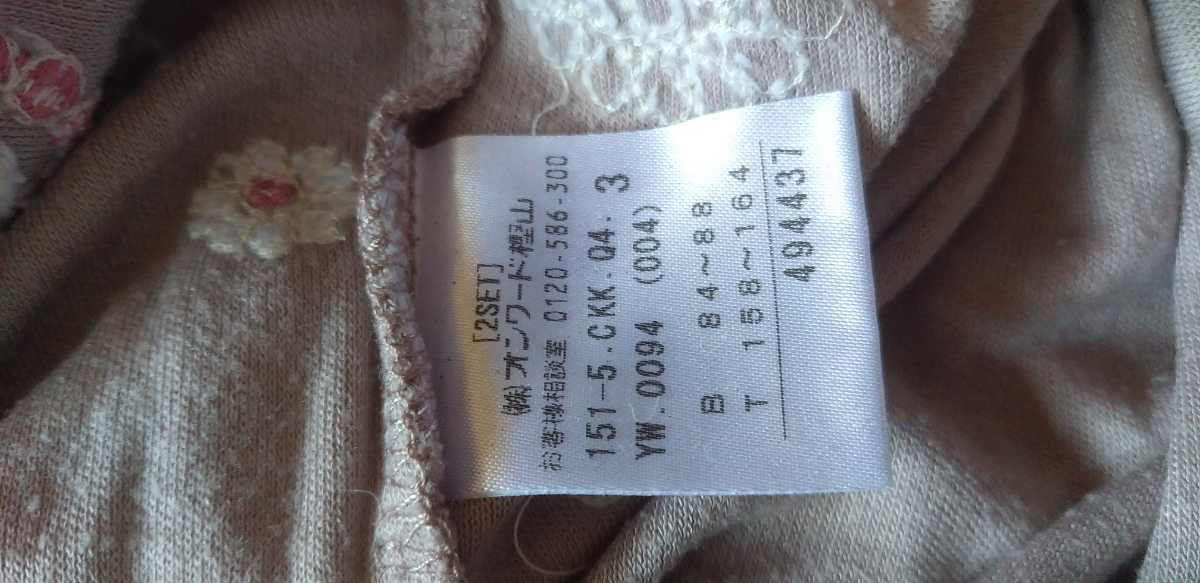 [2SET]
(株)オンワード樫山
お客様相談室 0120-586-300
151-5.CKK.Q4.3
YW.0094 (004)
B 84~88
T 158~164
494437